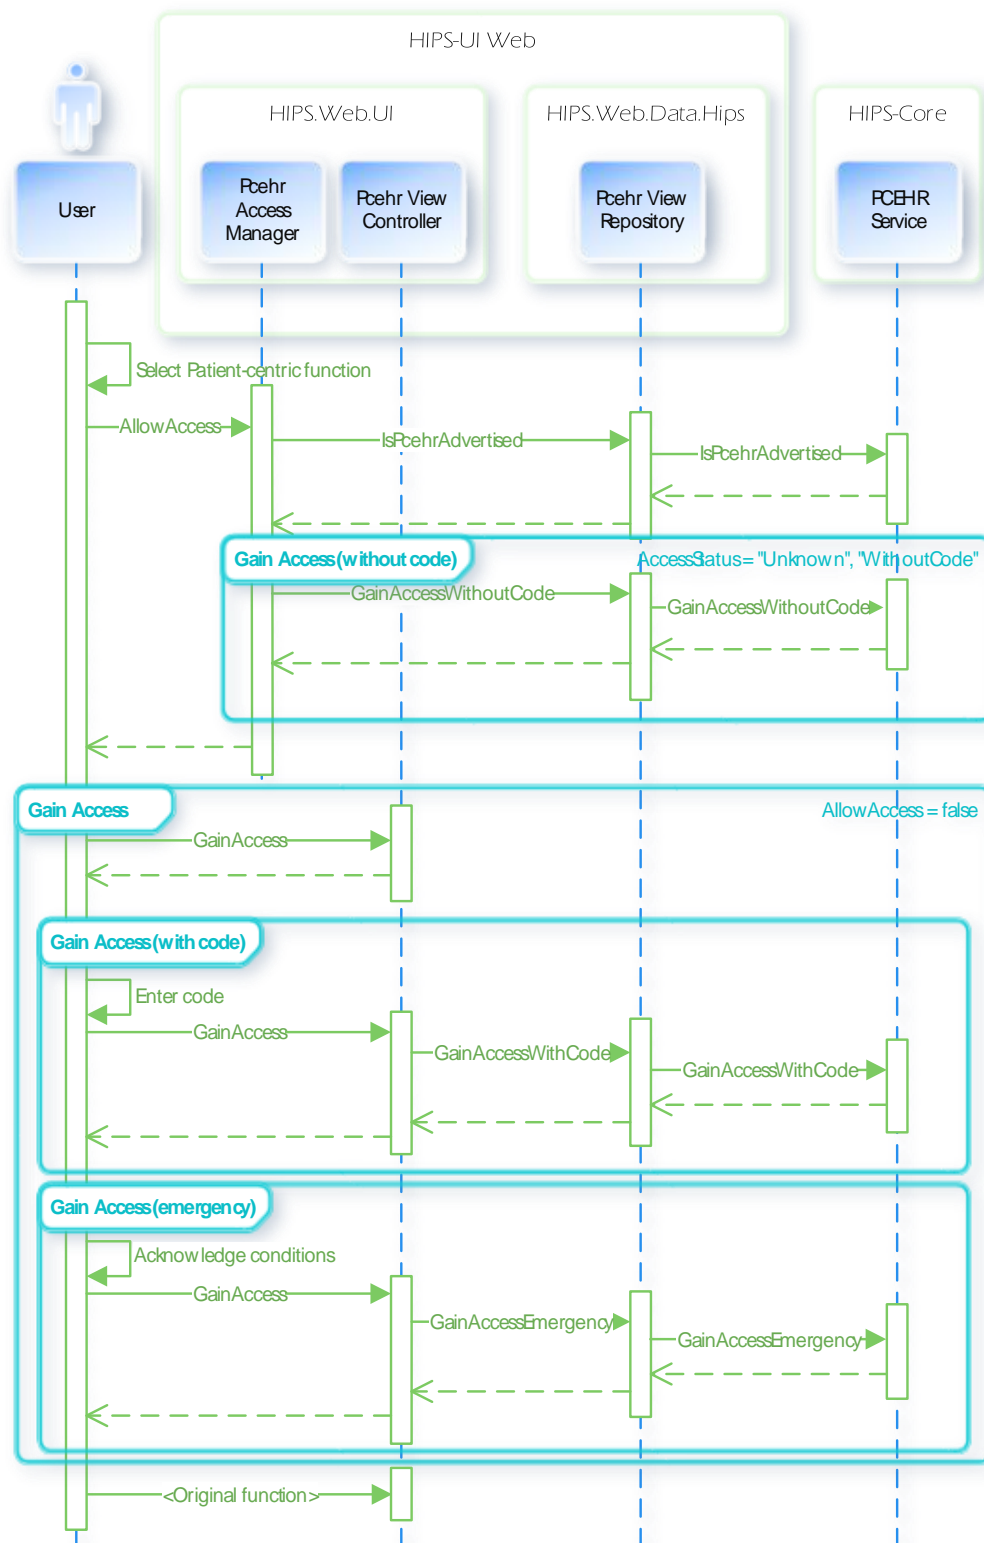 HIPS-UI Web
HIPS.Web.UI
HIPS.Web.Data.Hips
HIPS-Core
User
Pcehr
Access
Manager
Pcehr View
Controller
Pcehr View
Repository
PCEHR
Service
Select Patient-centric function
AllowAccess
IsPcehrAdvertised
IsPcehrAdvertised
Gain Access (without code)
AccessStatus = "Unknown", "WithoutCode"
GainAccessWithoutCode
GainAccessWithoutCode
Gain Access
AllowAccess = false
GainAccess
Gain Access (with code)
Enter code
GainAccess
GainAccessWithCode
GainAccessWithCode
Gain Access (emergency)
Acknowledge conditions
GainAccess
GainAccessEmergency
GainAccessEmergency
<Original function>